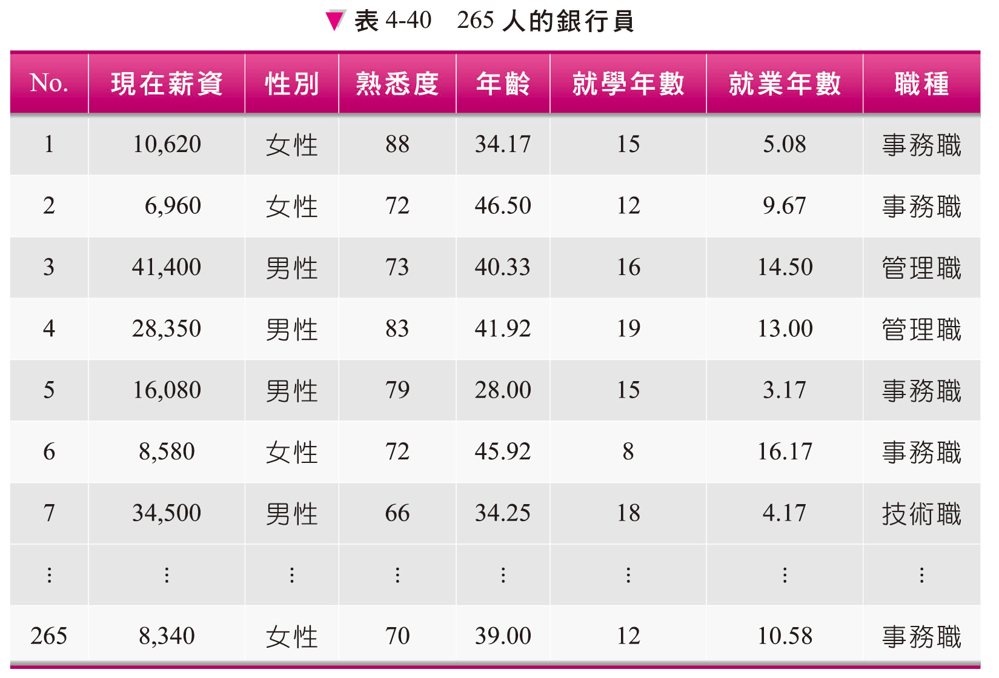 表 4-40 265 人的銀行員
No. 現在薪資 性別 熟悉度 年齡 就學年數 就業年數 職種
1 10,620 女性 88 34.17 15 5.08 事務職
2 6,960 女性 72 46.50 12 9.67 事務職
3 41,400 男性 73 40.33 16 14.50 管理職
4 28,350 男性 83 41.92 19 13.00 管理職
5 16,080 男性 79 28.00 15 3.17 事務職
6 8,580 女性 72 45.92 8 16.17 事務職
7 34,500 男性 66 34.25 18 4.17 技術職
⋮ ⋮ ⋮ ⋮ ⋮ ⋮ ⋮ ⋮
265 8,340 女性 70 39.00 12 10.58 事務職